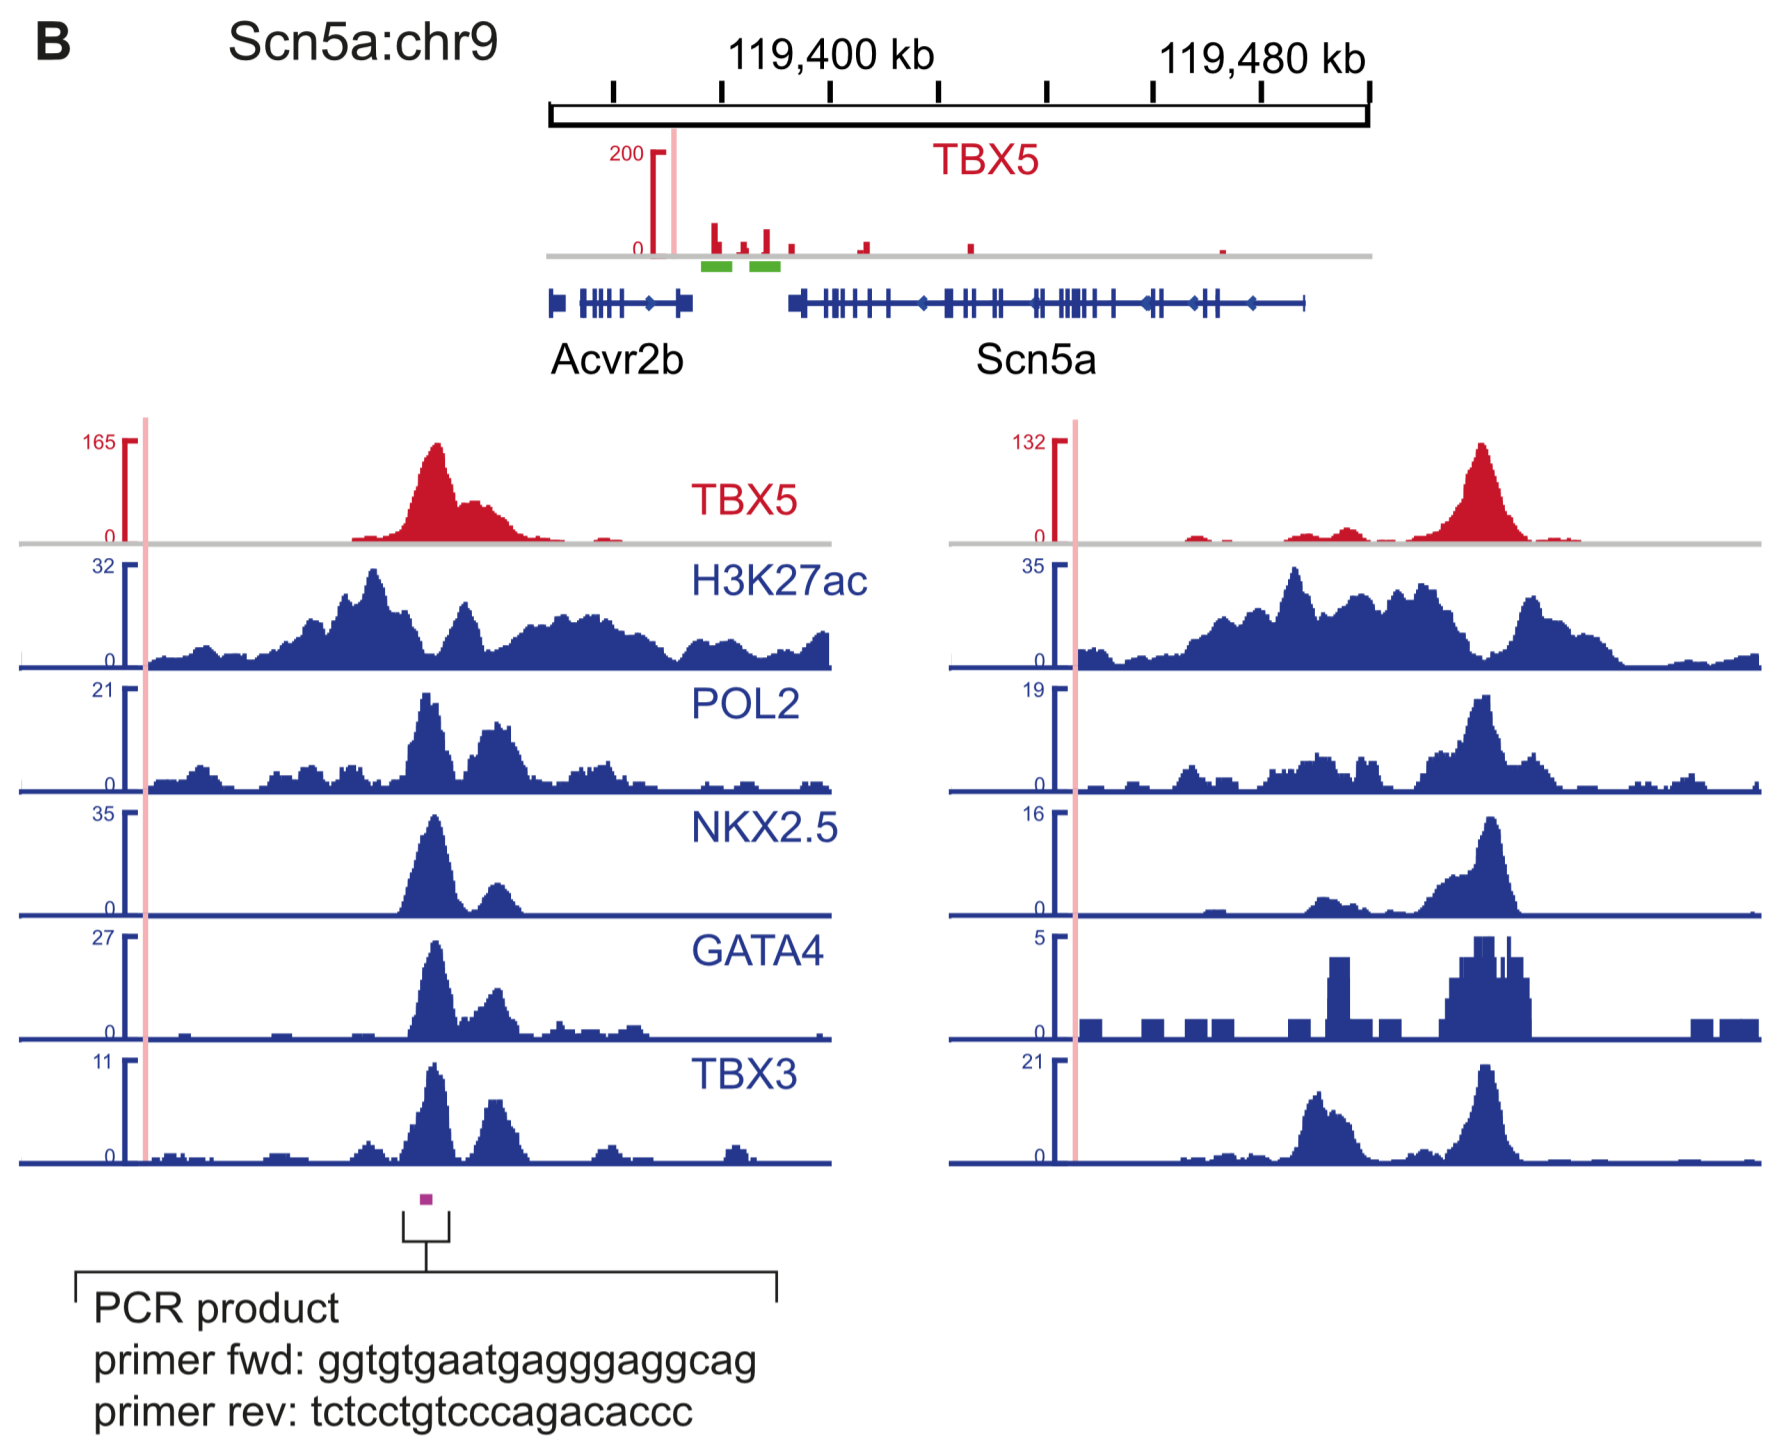 B
Scn5a:chr9
119,400 kb
119,480 kb
200
TBX5
0
Acvr2b
Scn5a
165
TBX5
0
132
0
32
H3K27ac
0
35
0
21
POL2
0
19
0
35
NKX2.5
0
16
0
27
GATA4
0
5
0
11
TBX3
0
21
0
PCR product
primer fwd: ggtgtgaatgagggaggcag
primer rev: tctcctgtcccagacaccc